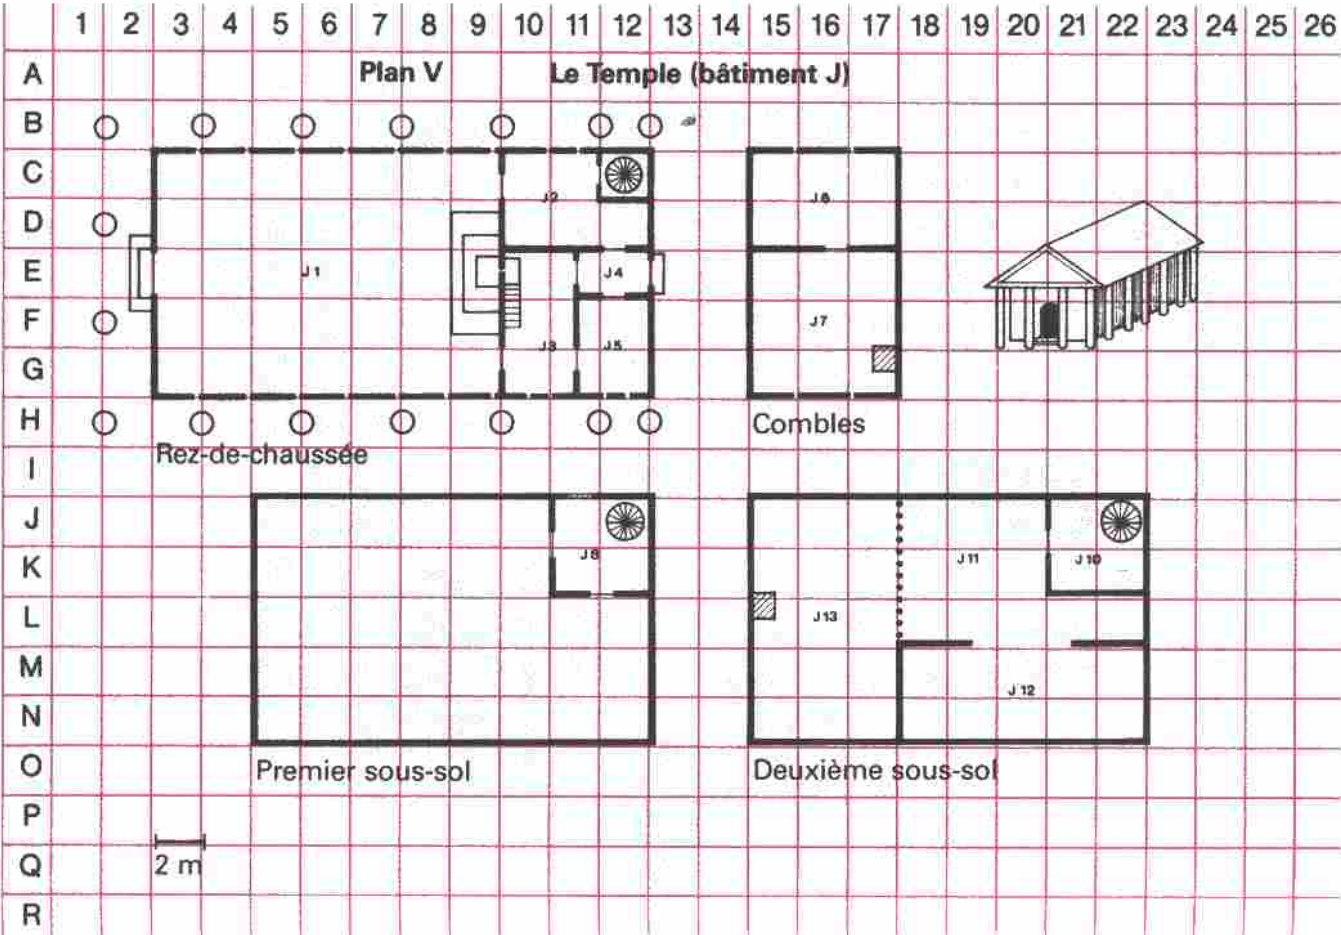 1 2 3 4 5 6 7 8 9 10 11 12 13 14 15 16 17 18 19 20 21 22 23 24 25 26
A
Plan V Le Temple (bâtiment J)
B
C
J2 J6
D
E
J1 J4
F
J7
G
J3 J5
H
Combles
Rez-de-chaussée
I
J
K
J8 J11 J10
L
J13
M
J12
N
O
Premier sous-sol Deuxième sous-sol
P
Q
2 m
R